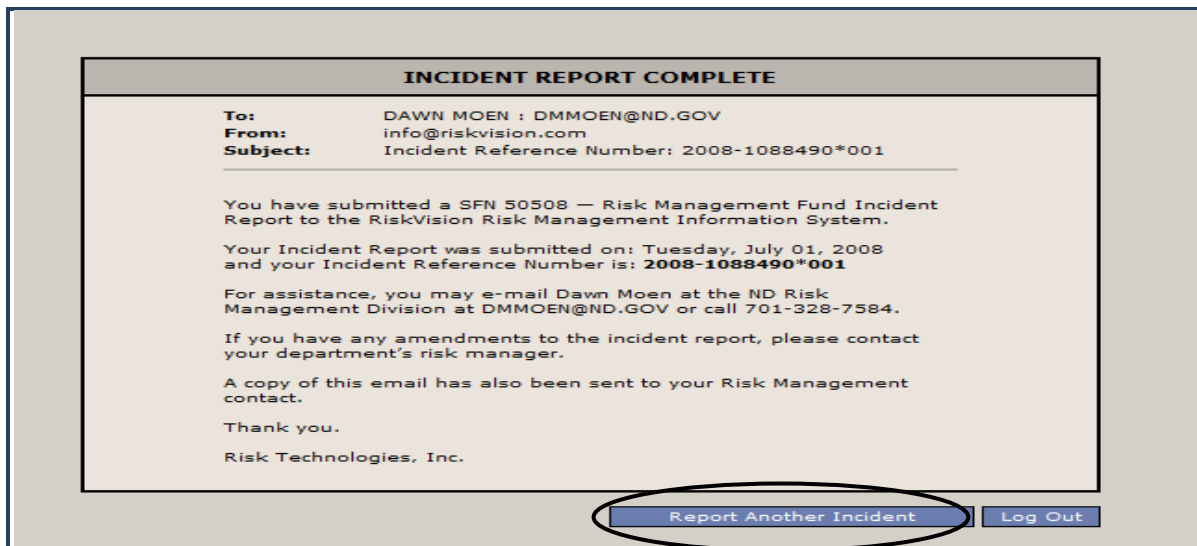 INCIDENT REPORT COMPLETE
To: DAWN MOEN : DMMOEN@ND.GOV
From: info@riskvision.com
Subject: Incident Reference Number: 2008-1088490*001
You have submitted a SFN 50508 — Risk Management Fund Incident
Report to the RiskVision Risk Management Information System.
Your Incident Report was submitted on: Tuesday, July 01, 2008
and your Incident Reference Number is: 2008-1088490*001
For assistance, you may e-mail Dawn Moen at the ND Risk
Management Division at DMMOEN@ND.GOV or call 701-328-7584.
If you have any amendments to the incident report, please contact
your department's risk manager.
A copy of this email has also been sent to your Risk Management
contact.
Thank you.
Risk Technologies, Inc.
Report Another Incident Log Out